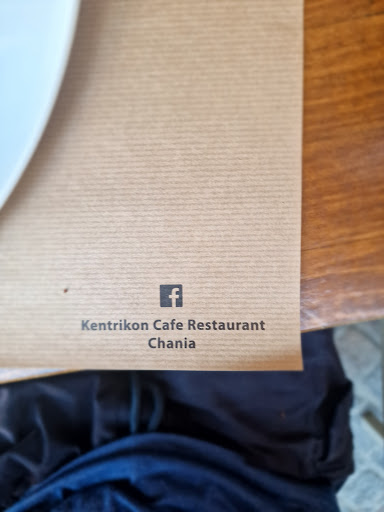 f
Kentrikon Cafe Restaurant
Chania